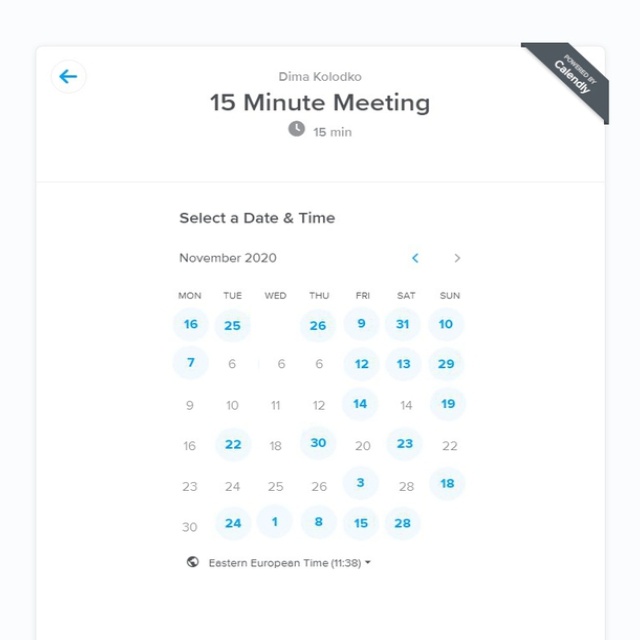 POWERED BY
Calendly
Dima Kolodko
15 Minute Meeting
15 min
Select a Date & Time
November 2020
MON TUE WED THU FRI SAT SUN
16 25 26 9 31 10
7 6 6 6 12 13 29
9 10 11 12 14 14 19
16 22 18 30 20 23 22
23 24 25 26 3 28 18
30 24 1 8 15 28
Eastern European Time (11:38)